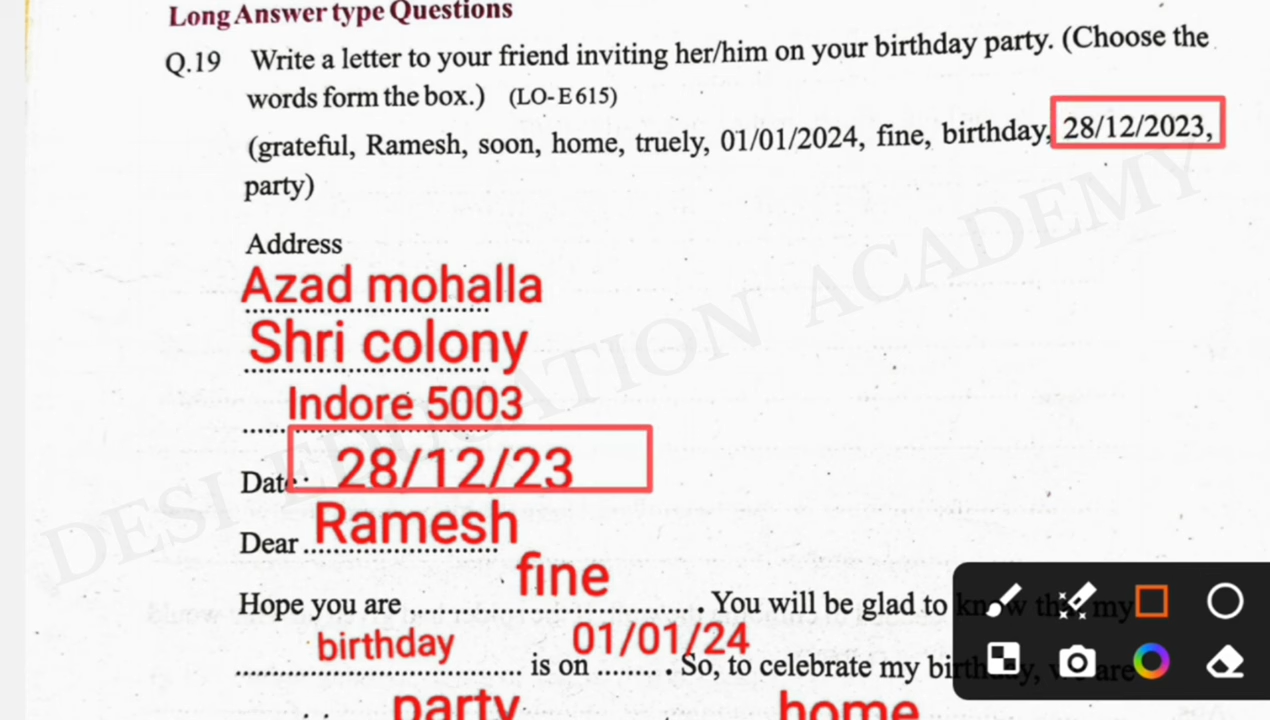 Long Answer type Questions
Q.19 Write a letter to your friend inviting her/him on your birthday party. (Choose the
words form the box.) (LO-E615)
(grateful, Ramesh, soon, home, truely, 01/01/2024, fine, birthday, 28/12/2023,
party)
Address
Azad mohalla
Shri colony
Indore 5003
Date 28/12/23
Dear Ramesh
fine
Hope you are .................................. . You will be glad to know that my
birthday 01/01/24
.................................. is on ........ . So, to celebrate my birthday, we are
party home
DESI EDUCATION ACADEMY